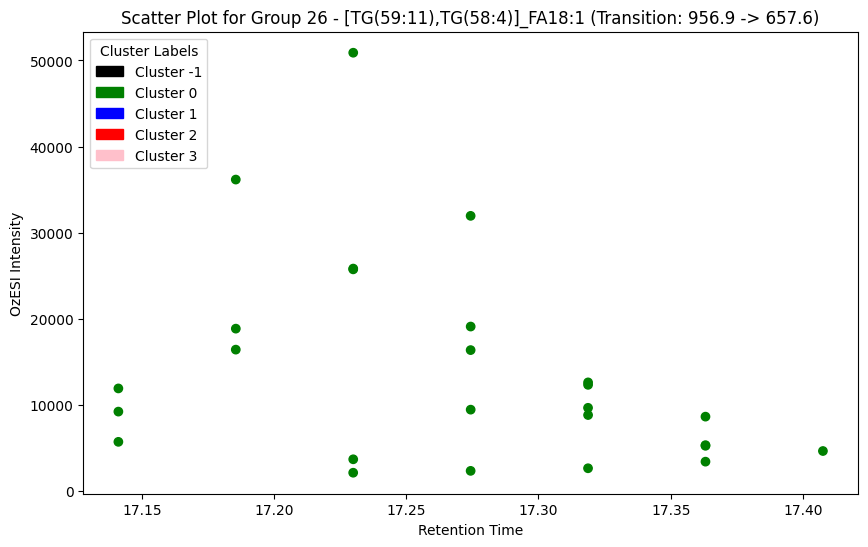 Scatter Plot for Group 26 - [TG(59:11),TG(58:4)]_FA18:1 (Transition: 956.9 -> 657.6)
Cluster Labels
Cluster -1
Cluster 0
Cluster 1
Cluster 2
Cluster 3
OzESI Intensity
50000
40000
30000
20000
10000
0
17.15 17.20 17.25 17.30 17.35 17.40
Retention Time